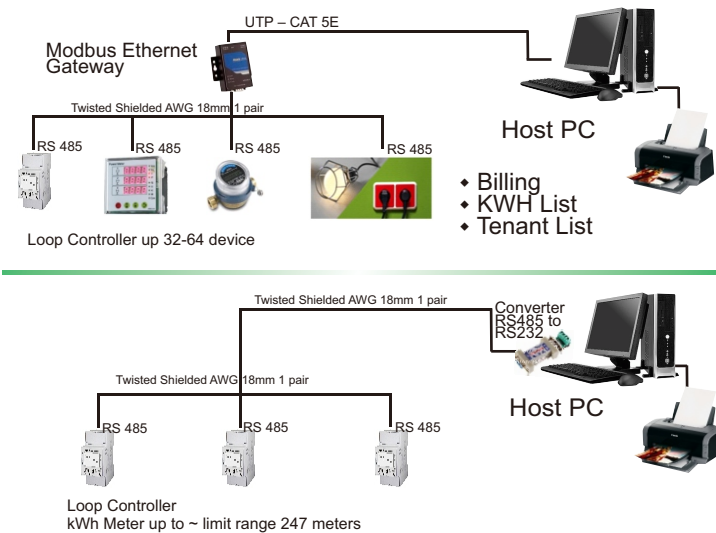 UTP – CAT 5E
Modbus Ethernet
Gateway
Twisted Shielded AWG 18mm 1 pair
RS 485
RS 485
RS 485
RS 485
Host PC
Billing
KWH List
Tenant List
Loop Controller up 32-64 device
Twisted Shielded AWG 18mm 1 pair
Converter
RS485 to
RS232
Twisted Shielded AWG 18mm 1 pair
Host PC
RS 485
RS 485
RS 485
Loop Controller
kWh Meter up to ~ limit range 247 meters